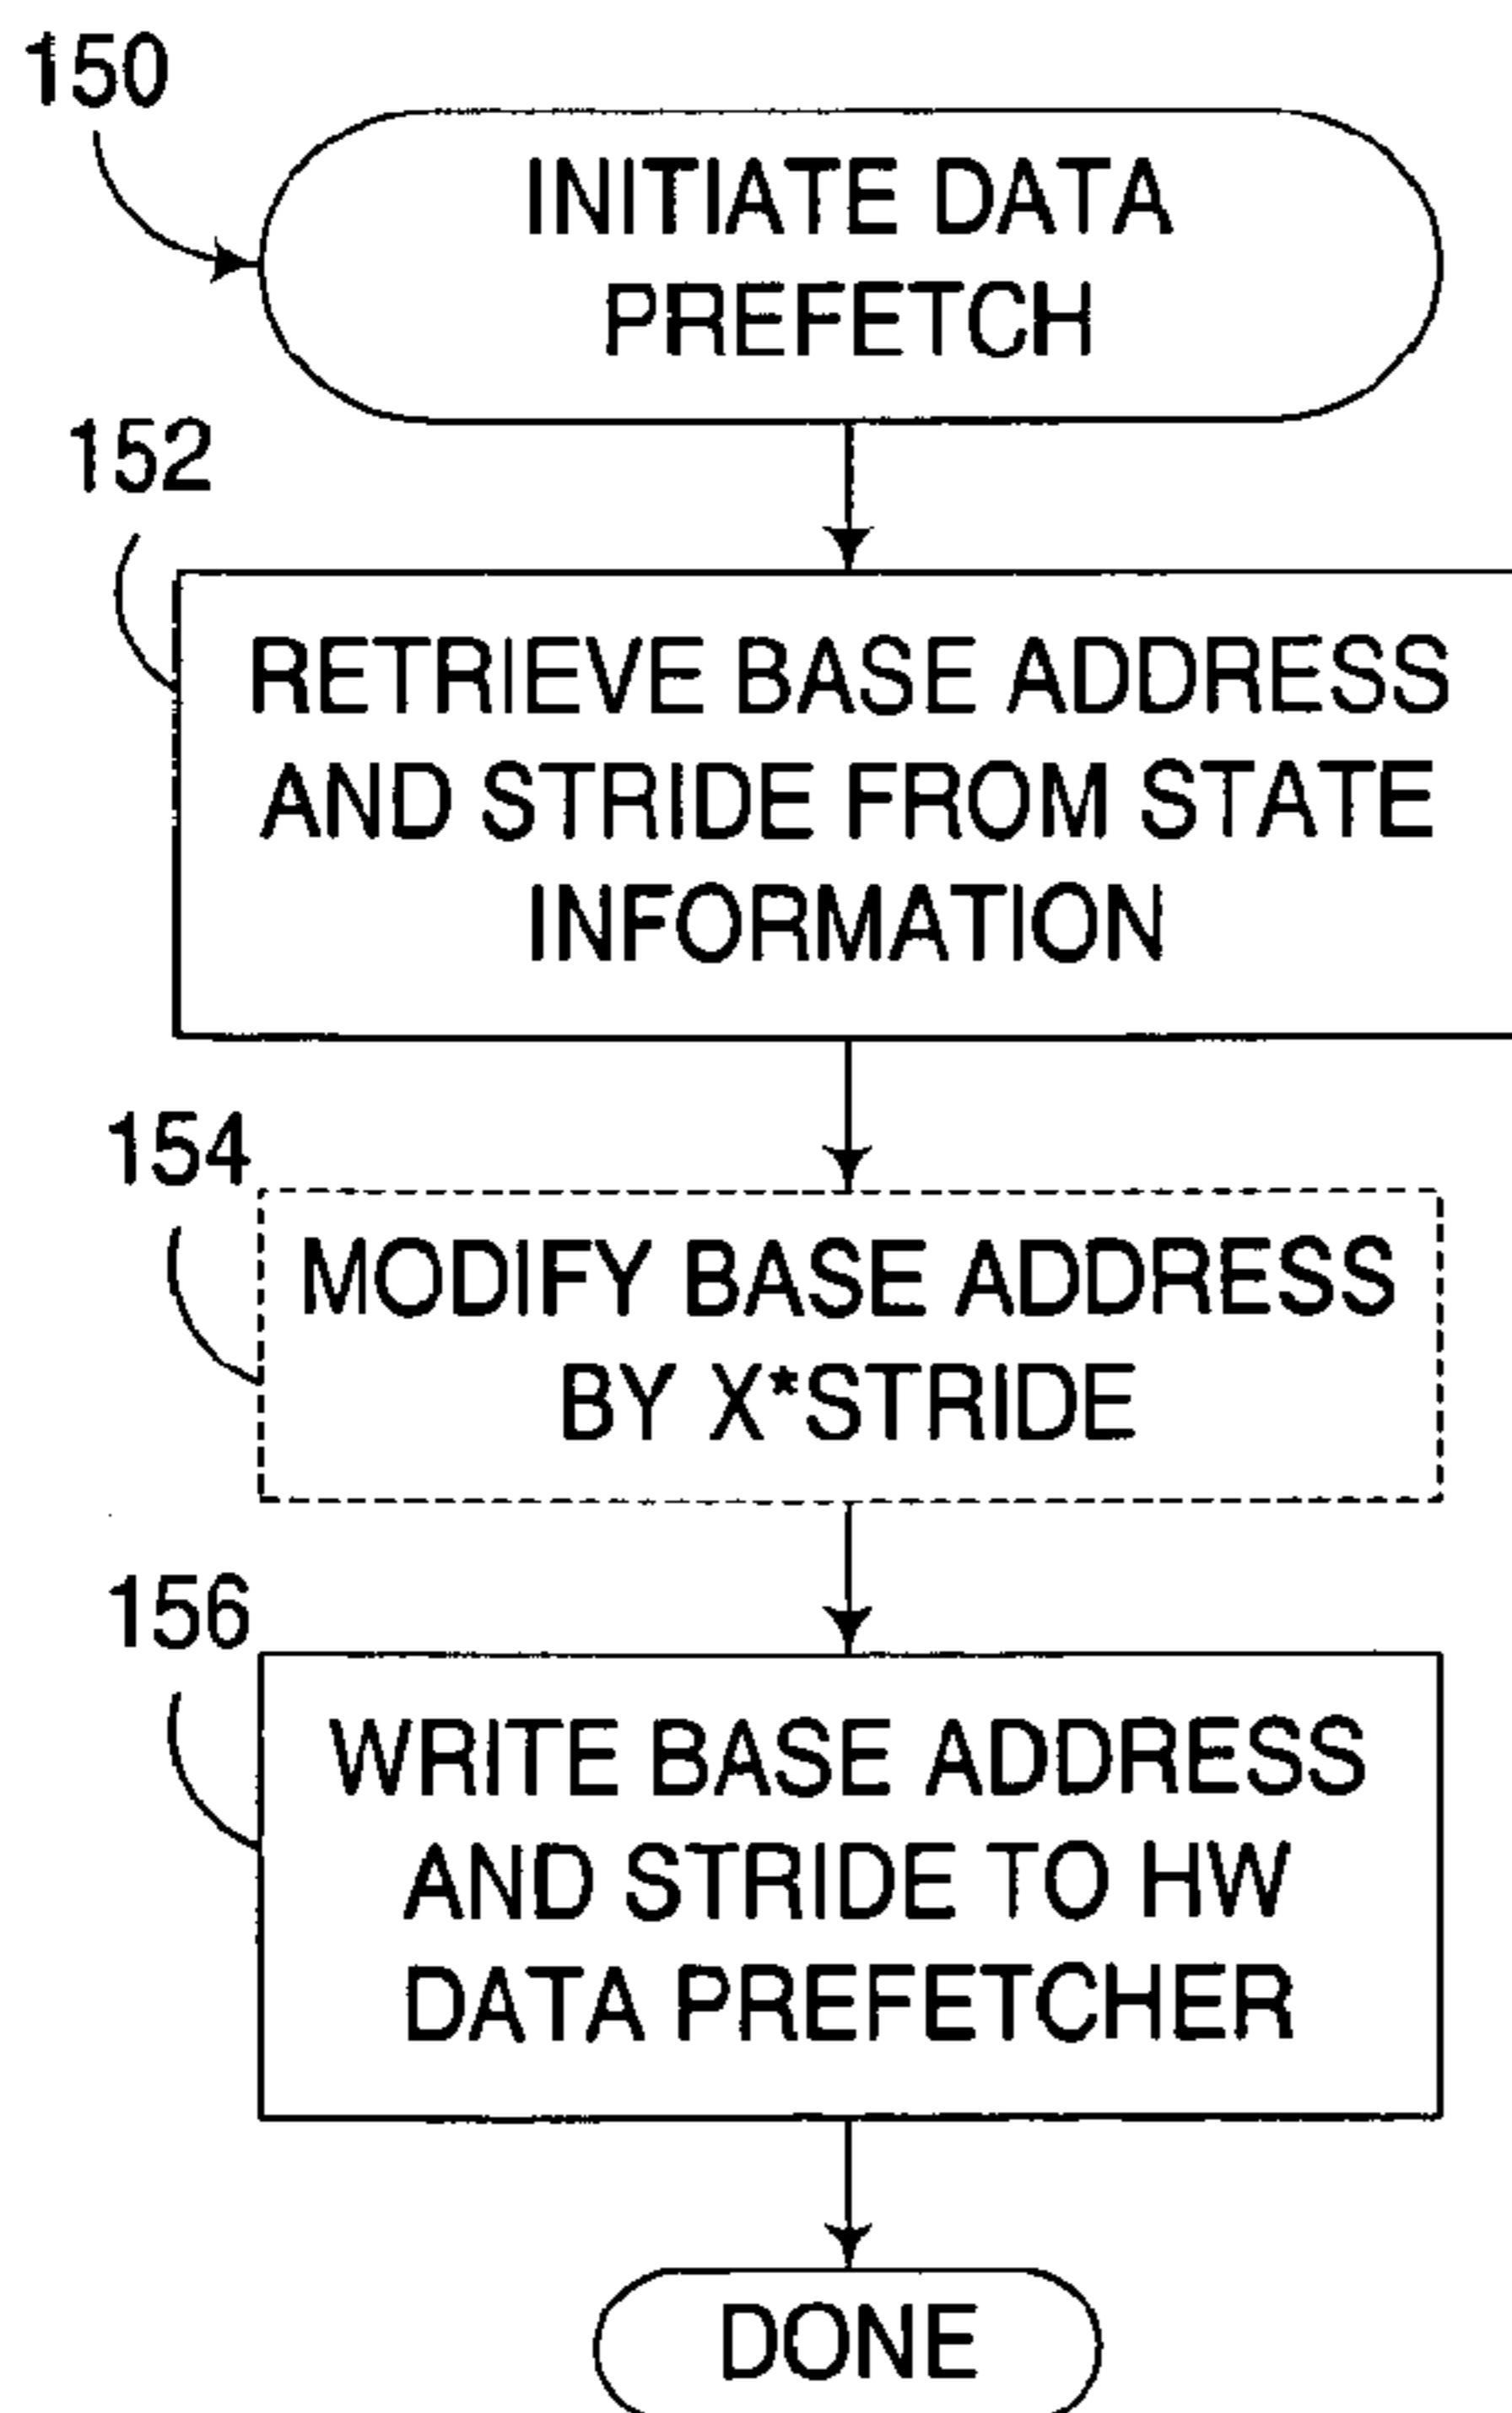 150
INITIATE DATA
PREFETCH
152
RETRIEVE BASE ADDRESS
AND STRIDE FROM STATE
INFORMATION
154
MODIFY BASE ADDRESS
BY X*STRIDE
156
WRITE BASE ADDRESS
AND STRIDE TO HW
DATA PREFETCHER
DONE